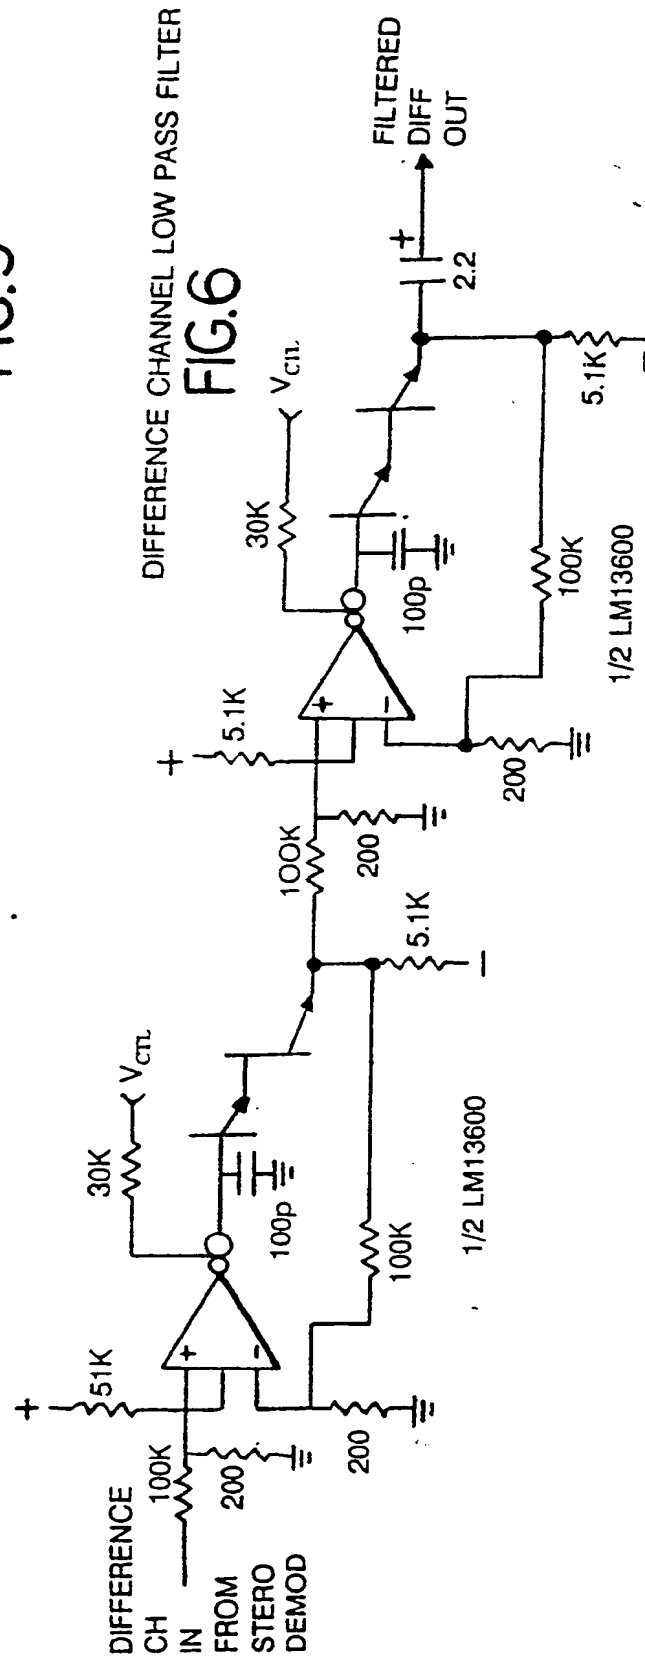 DIFFERENCE CHANNEL LOW PASS FILTER
FIG.6
DIFFERENCE
CH
IN
FROM
STERO
DEMOD
100K
200
+
51K
+
-
200
30K
VCTL
100p
100K
1/2 LM13600
5.1K
-
100K
200
+
5.1K
+
-
200
30K
VCTL
100p
100K
1/2 LM13600
5.1K
-
+
2.2
FILTERED
DIFF
OUT